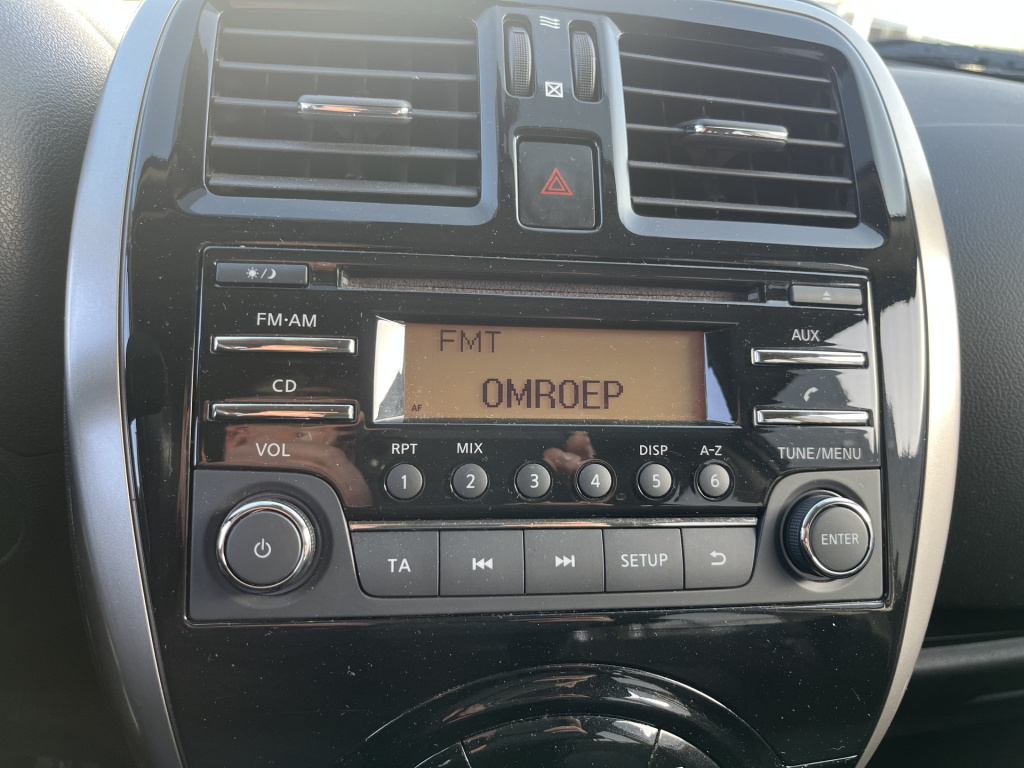 FM·AM
AUX
FMT
CD
OMROEP
AF
VOL
RPT
MIX
DISP
A-Z
TUNE/MENU
1
2
3
4
5
6
TA
SETUP
ENTER